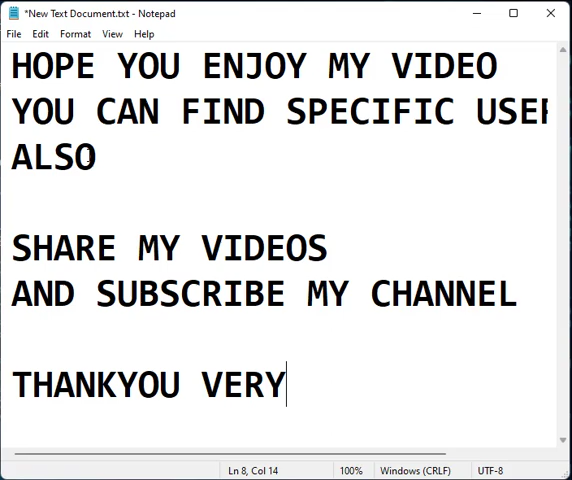 *New Text Document.txt - Notepad
File Edit Format View Help
HOPE YOU ENJOY MY VIDEO
YOU CAN FIND SPECIFIC USER
ALSO
SHARE MY VIDEOS
AND SUBSCRIBE MY CHANNEL
THANKYOU VERY
Ln 8, Col 14 100% Windows (CRLF) UTF-8